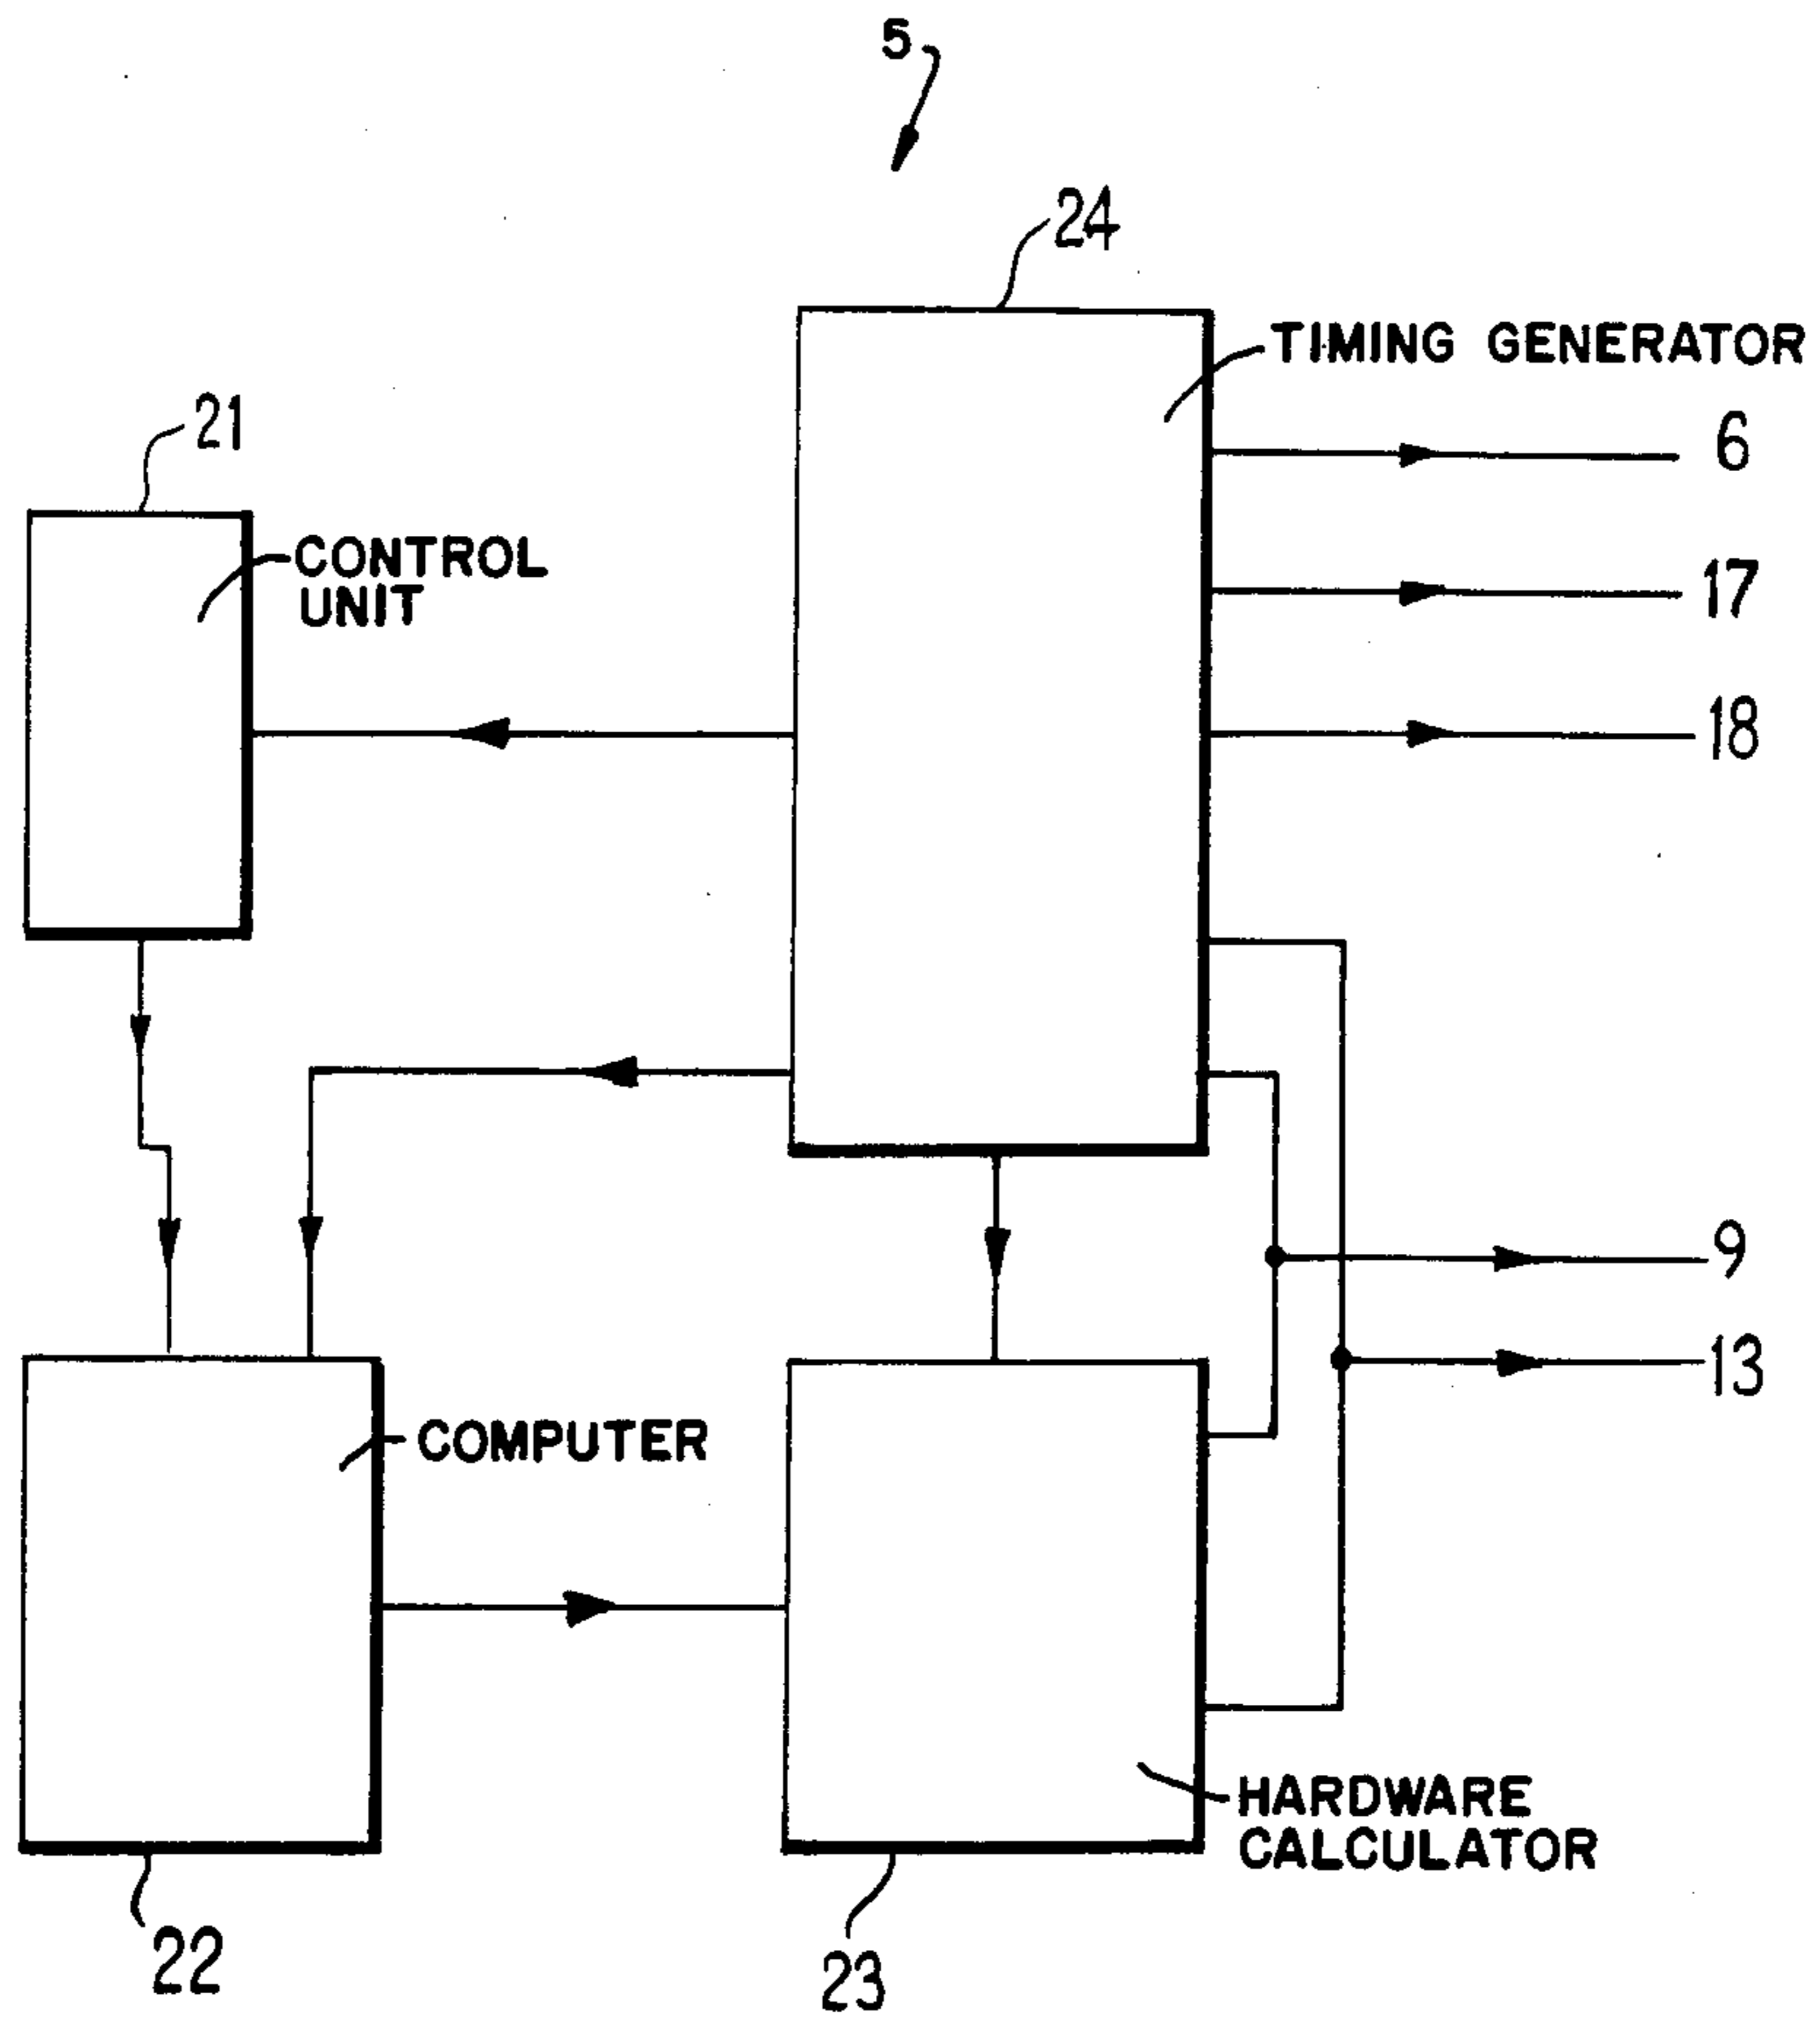 5
24
TIMING GENERATOR
6
21
CONTROL
UNIT
17
18
9
13
COMPUTER
HARDWARE
CALCULATOR
22
23